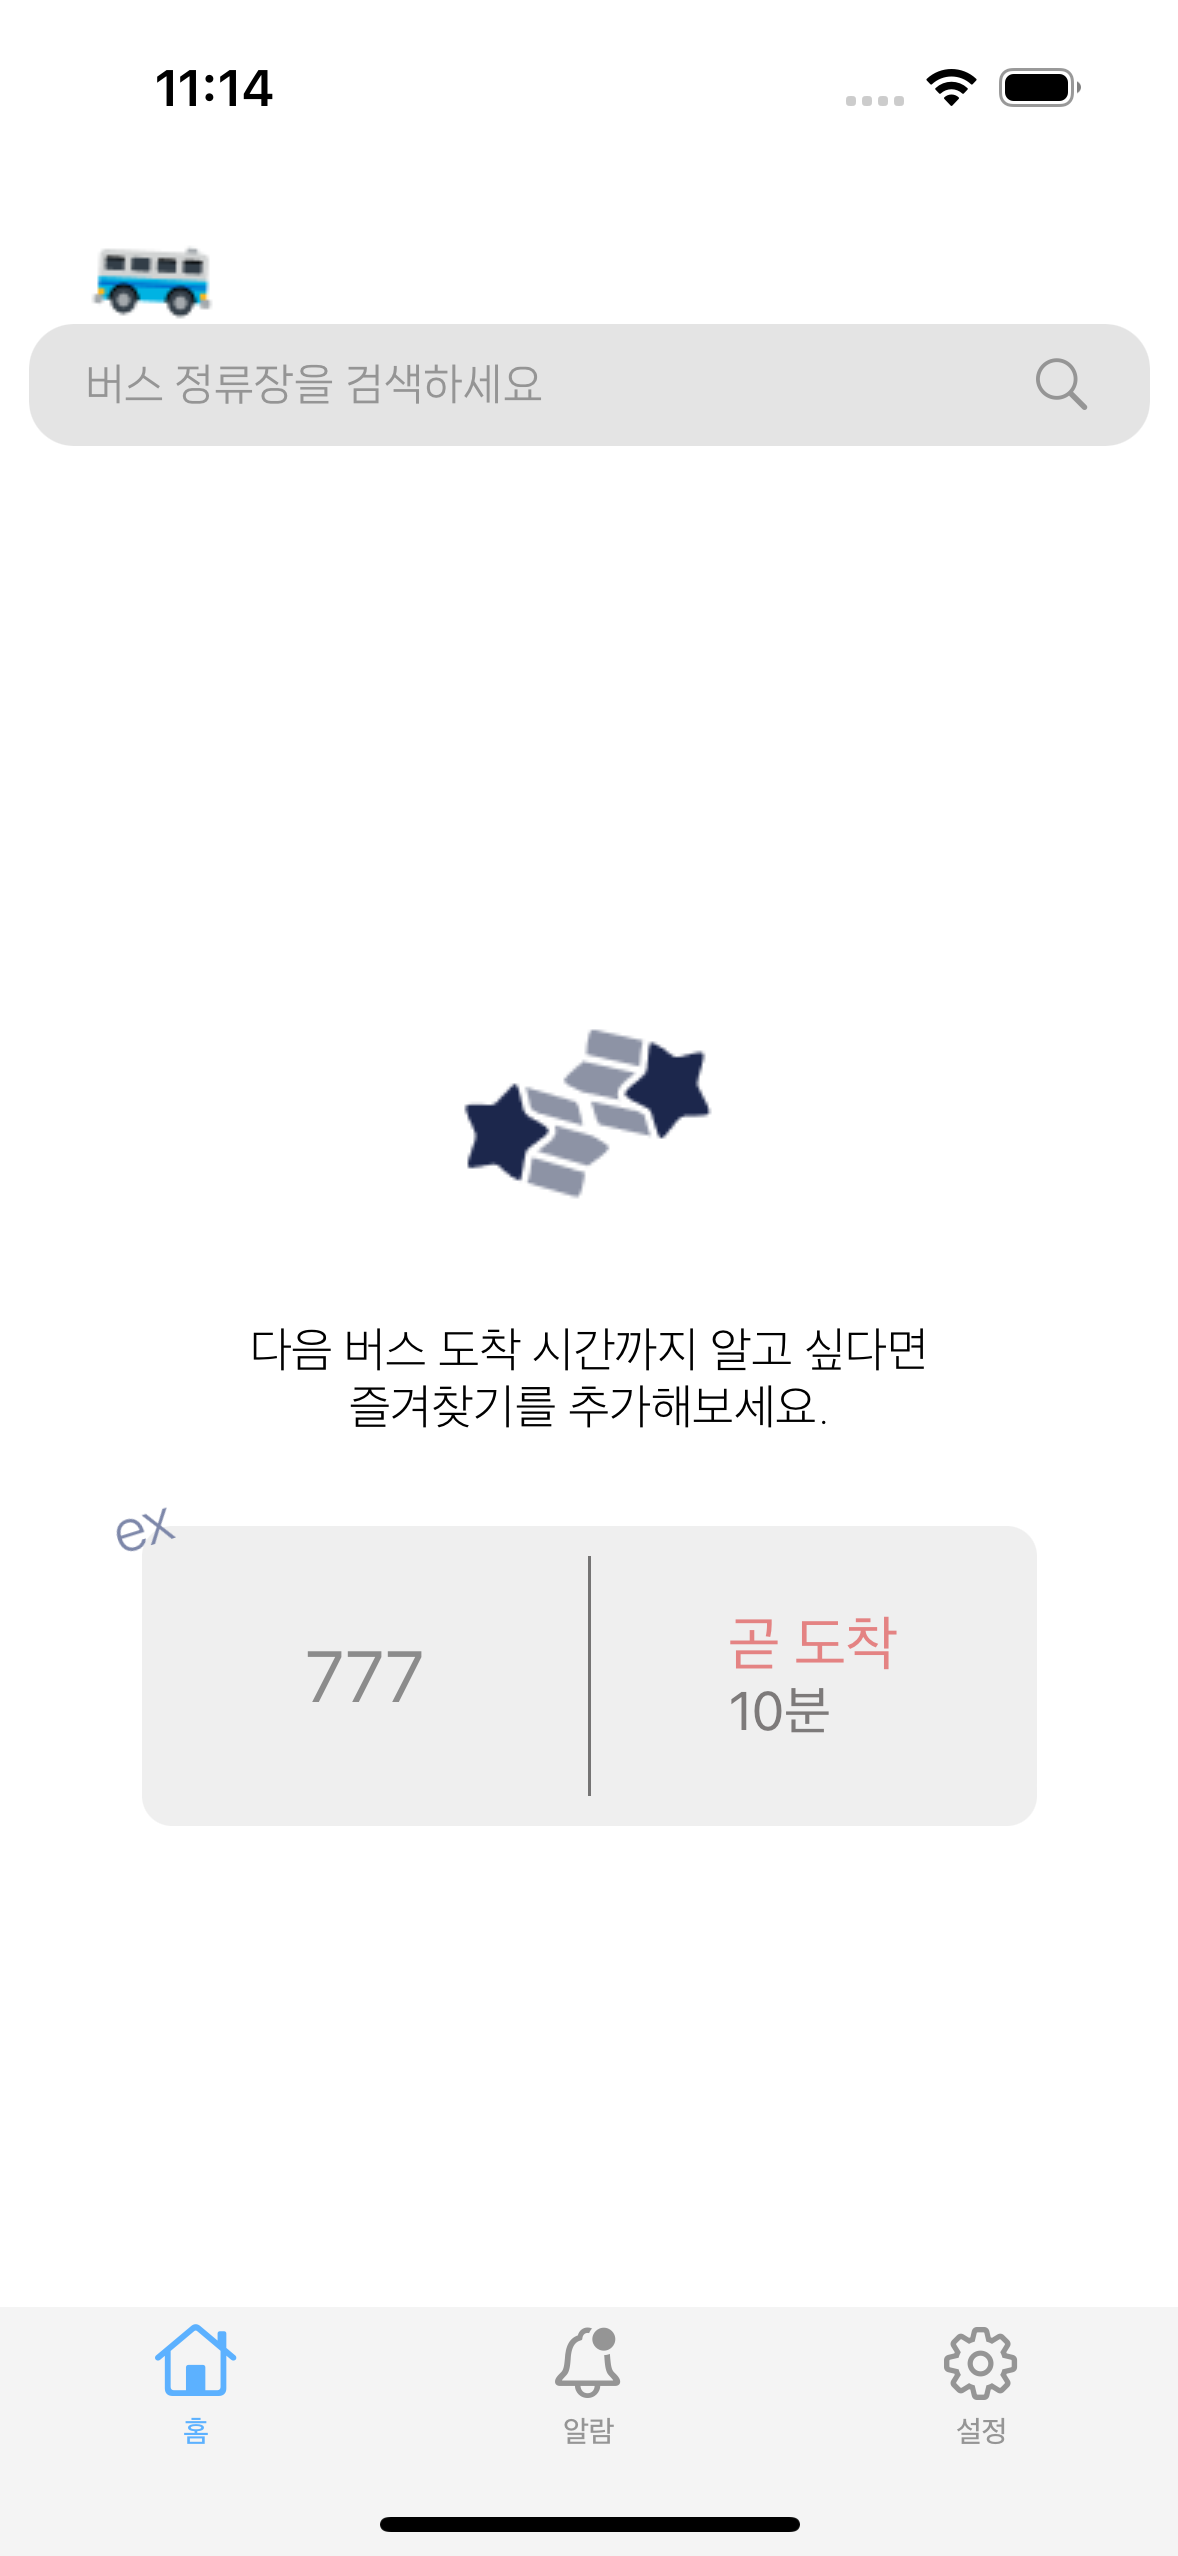 11:14
버스 정류장을 검색하세요
다음 버스 도착 시간까지 알고 싶다면
즐겨찾기를 추가해보세요.
ex
777
곧 도착
10분
홈
알람
설정